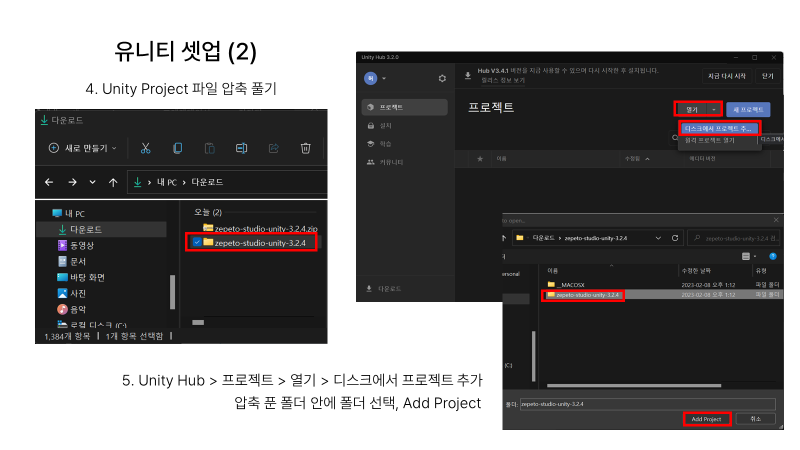 유니티 셋업 (2)
4. Unity Project 파일 압축 풀기
다운로드
새로 만들기
내 PC > 다운로드
내 PC
다운로드
동영상
문서
바탕 화면
사진
음악
로컬 디스크 (C:)
오늘 (2)
zepeto-studio-unity-3.2.4.zip
zepeto-studio-unity-3.2.4
1,384개 항목
1개 항목 선택함
Unity Hub 3.2.0
Hub V3.4.1 버전을 지금 사용할 수 있으며 다시 시작한 후 설치됩니다.
릴리스 정보 보기
지금 다시 시작
닫기
프로젝트
설치
학습
커뮤니티
다운로드
프로젝트
열기
새 프로젝트
디스크에서 프로젝트 추...
원격 프로젝트 열기
이름
수정됨
에디터 버전
to open...
다운로드 > zepeto-studio-unity-3.2.4
zepeto-studio-unity-3.2.4 검...
ersonal
(C:)
이름
수정한 날짜
유형
__MACOSX
2023-02-08 오후 1:52
파일 폴더
zepeto-studio-unity-3.2.4
2023-02-08 오후 1:52
파일 폴더
폴더: zepeto-studio-unity-3.2.4
Add Project
취소
5. Unity Hub > 프로젝트 > 열기 > 디스크에서 프로젝트 추가
압축 푼 폴더 안에 폴더 선택, Add Project